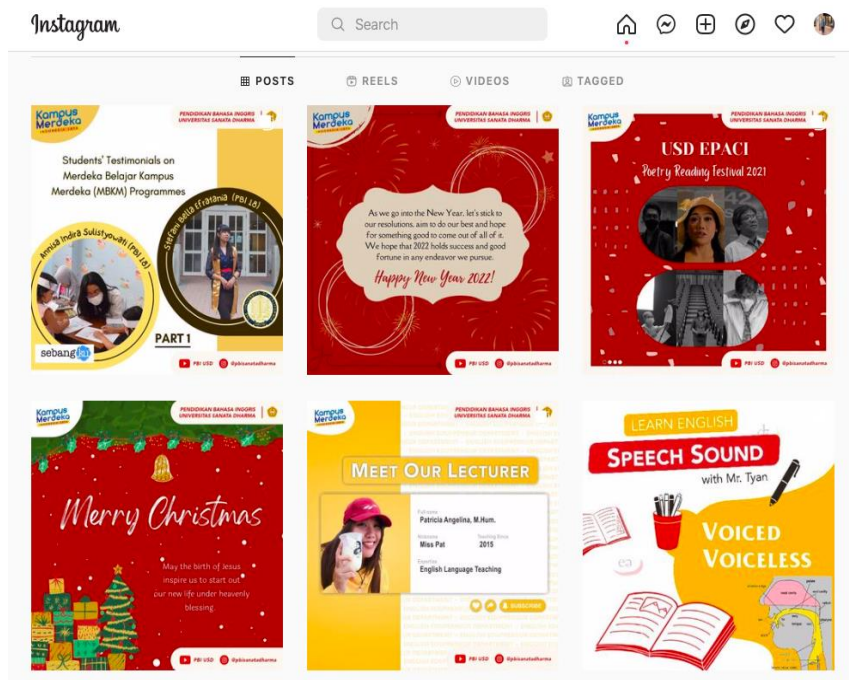 Instagram
Search
POSTS
REELS
VIDEOS
TAGGED
Kampus
Merdeka
PENDIDIKAN BAHASA INGGRIS
UNIVERSITAS SANATA DHARMA
Students' Testimonials on
Merdeka Belajar Kampus
Merdeka (MBKM) Programmes
Annisa Indira Sulistyowati (PBI 18)
Stefani Bella Efratania (PBI 18)
PART 1
sebangku
PBI USD @pbisanatadharma
Kampus
Merdeka
PENDIDIKAN BAHASA INGGRIS
UNIVERSITAS SANATA DHARMA
As we go into the New Year, let's stick to
our resolutions, aim to do our best and hope
for something good to come out of all of it.
We hope that 2022 holds success and good
fortune in any endeavor we pursue.
Happy New Year 2022!
PBI USD @pbisanatadharma
Kampus
Merdeka
PENDIDIKAN BAHASA INGGRIS
UNIVERSITAS SANATA DHARMA
USD EPACI
Poetry Reading Festival 2021
PBI USD @pbisanatadharma
Kampus
Merdeka
PENDIDIKAN BAHASA INGGRIS
UNIVERSITAS SANATA DHARMA
Merry Christmas
May the birth of Jesus
inspire us to start out
our new life under heavenly
blessing.
PBI USD @pbisanatadharma
Kampus
Merdeka
PENDIDIKAN BAHASA INGGRIS
UNIVERSITAS SANATA DHARMA
MEET OUR LECTURER
Patricia Angelina, M.Hum.
Teaching Since
Miss Pat 2015
Expertise
English Language Teaching
SUBSCRIBE
PBI USD @pbisanatadharma
LEARN ENGLISH
SPEECH SOUND
with Mr. Tyan
VOICED
VOICELESS